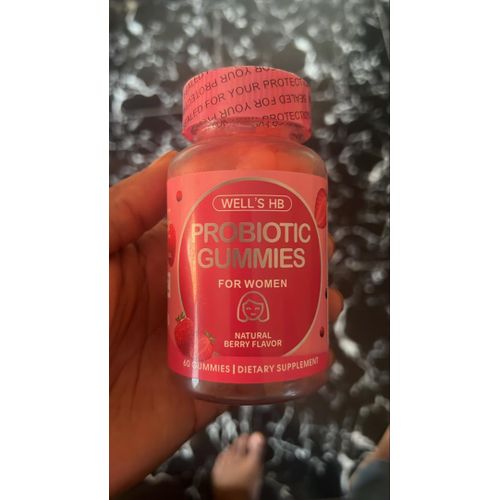 SEALED FOR YOUR PROTECTION
WELL'S HB
PROBIOTIC
GUMMIES
FOR WOMEN
NATURAL
BERRY FLAVOR
60 GUMMIES | DIETARY SUPPLEMENT